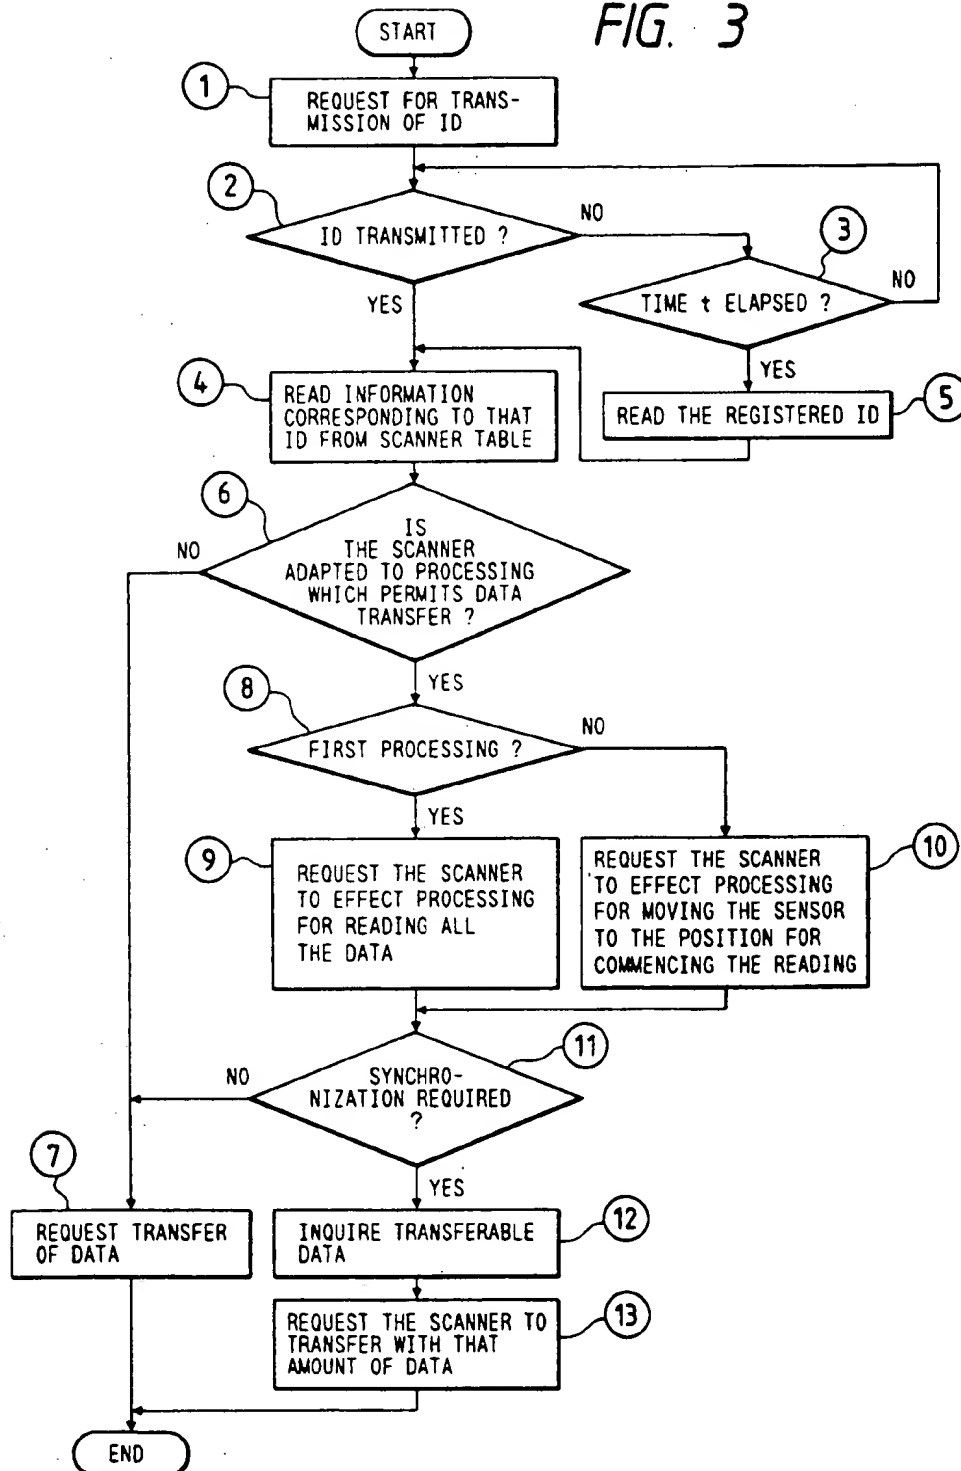 FIG. 3
START
1
REQUEST FOR TRANS-
MISSION OF ID
2
ID TRANSMITTED ?
NO
3
TIME t ELAPSED ?
NO
YES
YES
4
READ INFORMATION
CORRESPONDING TO THAT
ID FROM SCANNER TABLE
READ THE REGISTERED ID
5
6
IS
THE SCANNER
ADAPTED TO PROCESSING
WHICH PERMITS DATA
TRANSFER ?
NO
YES
8
FIRST PROCESSING ?
NO
YES
9
REQUEST THE SCANNER
TO EFFECT PROCESSING
FOR READING ALL
THE DATA
10
REQUEST THE SCANNER
TO EFFECT PROCESSING
FOR MOVING THE SENSOR
TO THE POSITION FOR
COMMENCING THE READING
11
SYNCHRO-
NIZATION REQUIRED
?
NO
YES
7
REQUEST TRANSFER
OF DATA
12
INQUIRE TRANSFERABLE
DATA
13
REQUEST THE SCANNER TO
TRANSFER WITH THAT
AMOUNT OF DATA
END